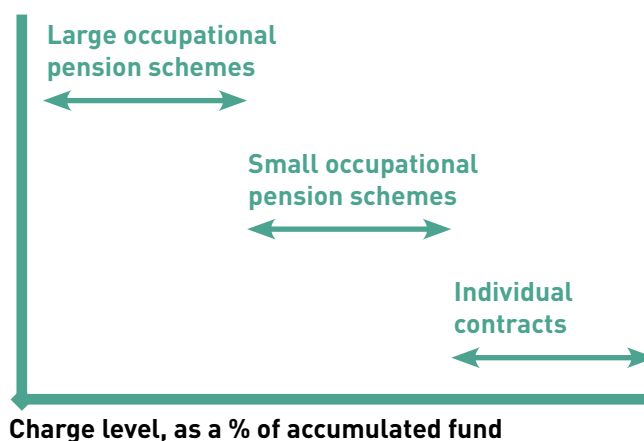 Large occupational
pension schemes
Small occupational
pension schemes
Individual
contracts
Charge level, as a % of accumulated fund